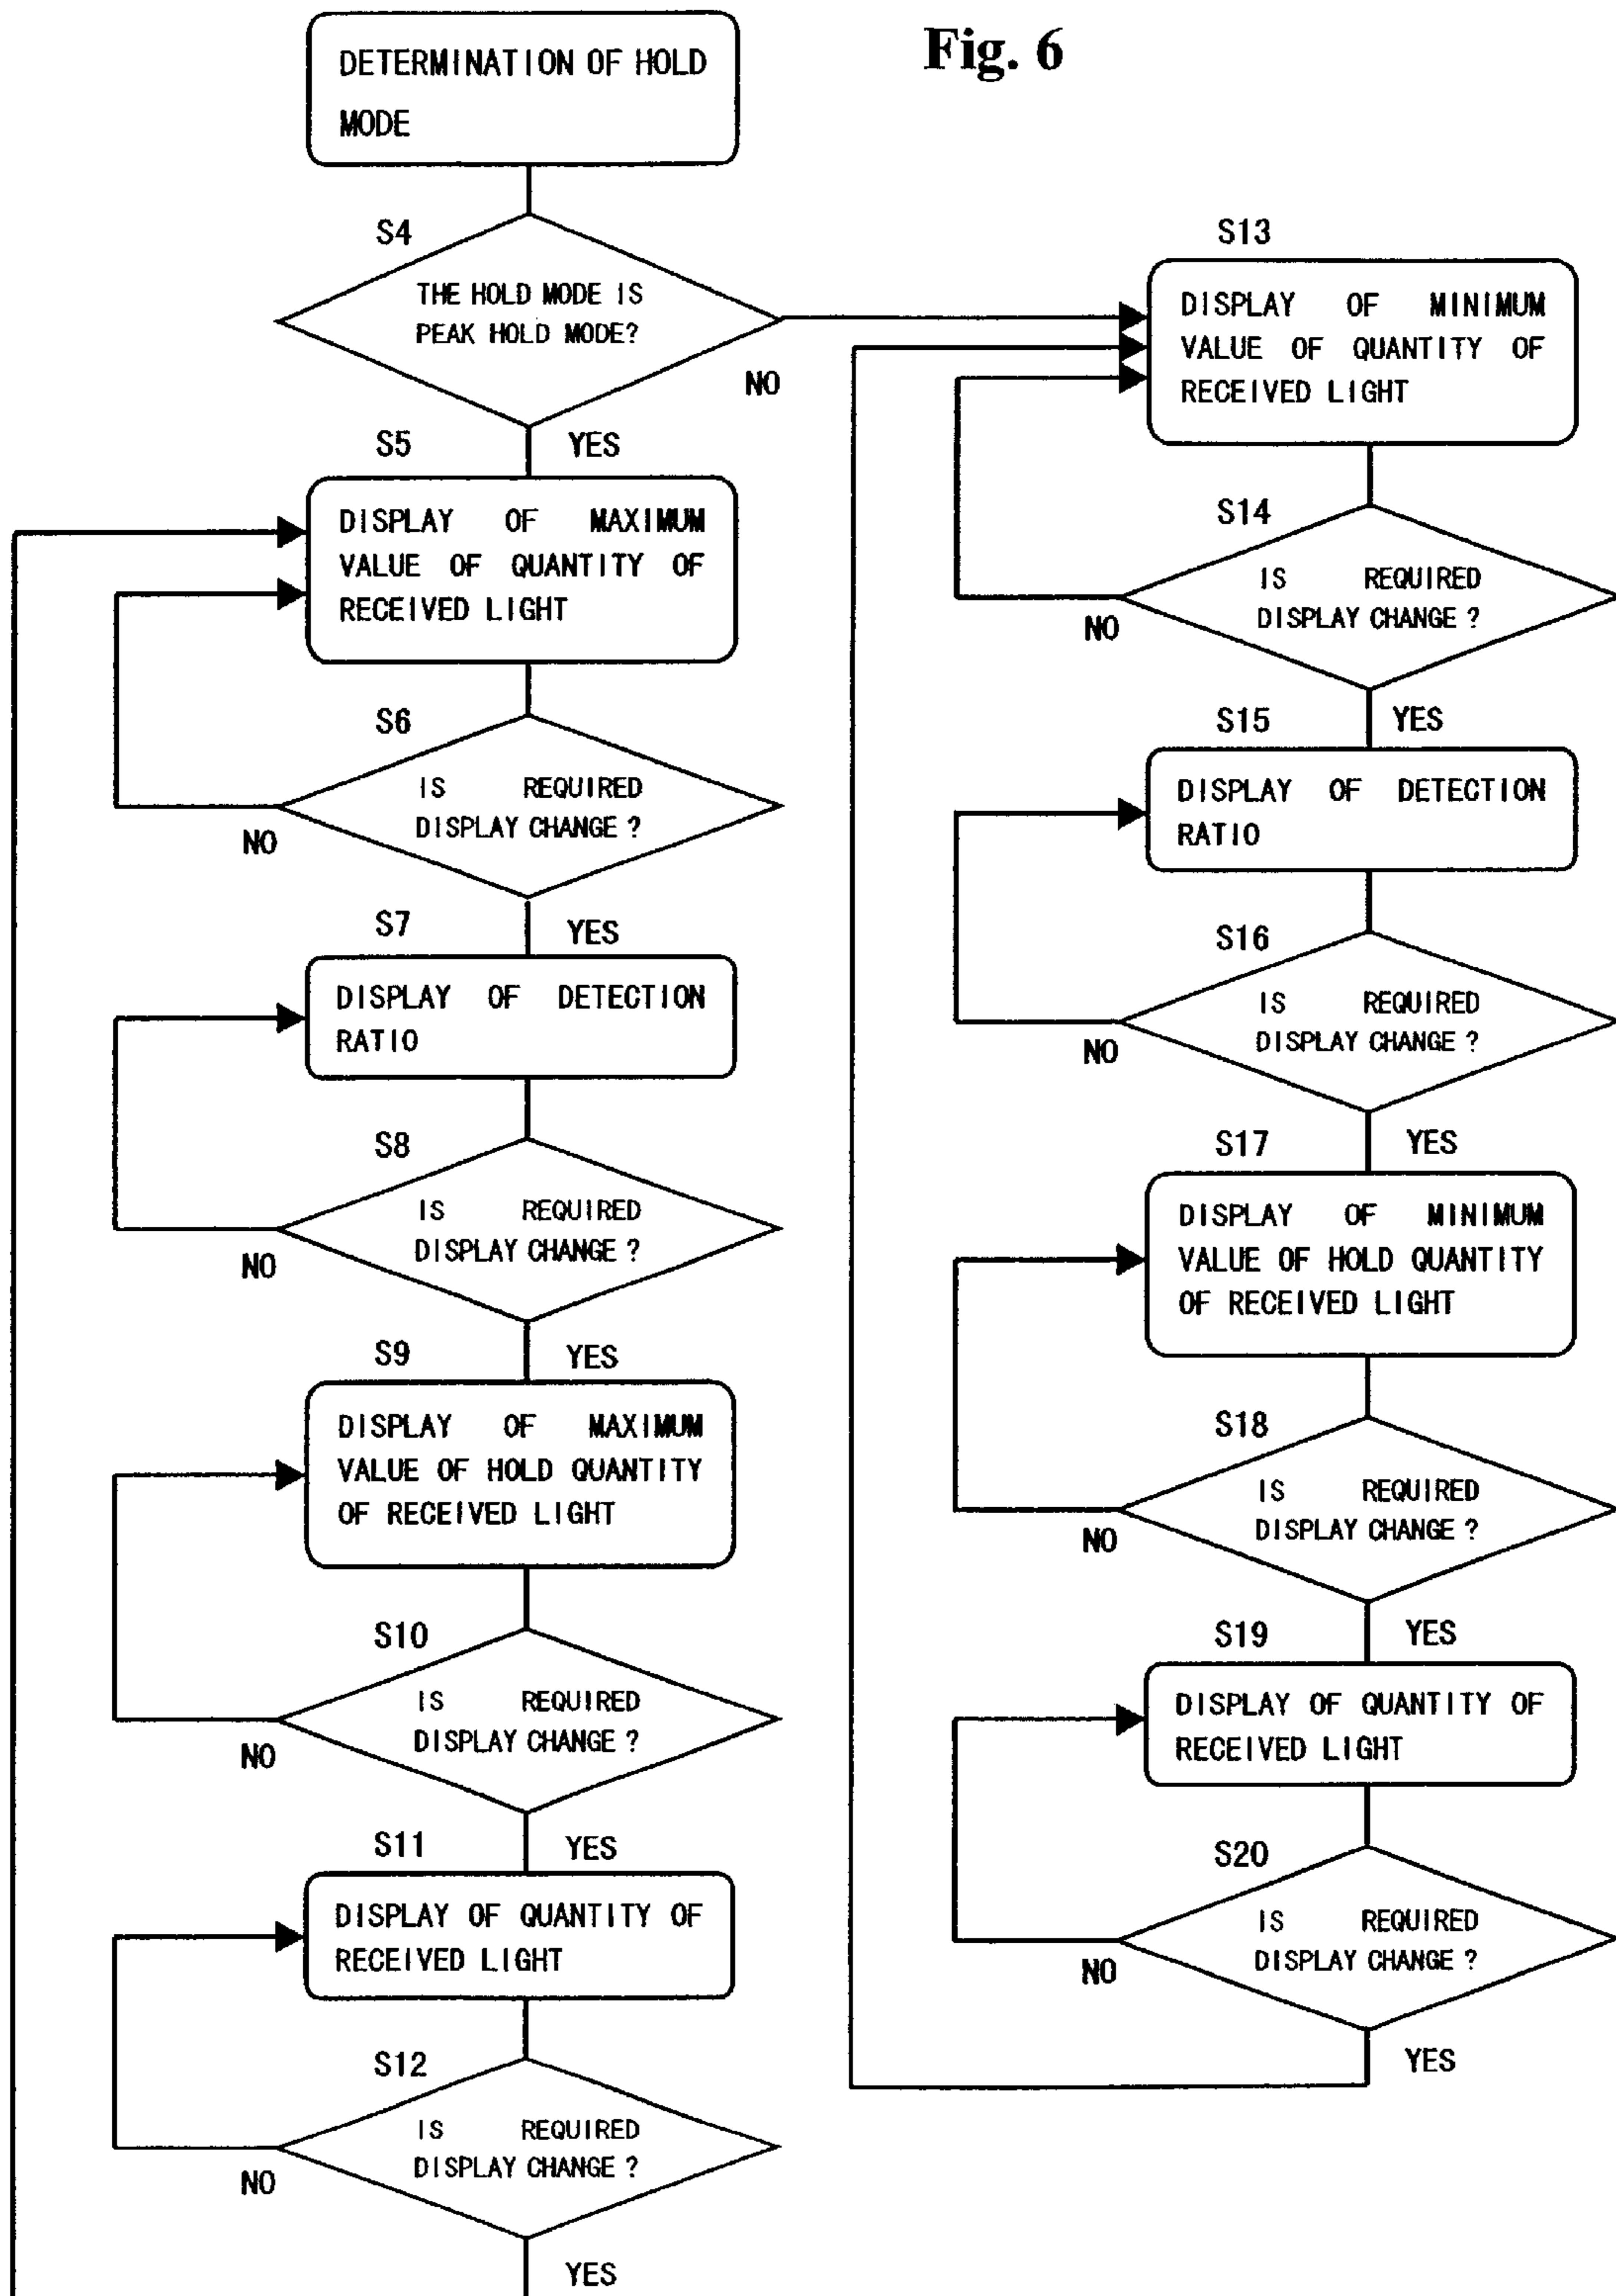 Fig. 6
DETERMINATION OF HOLD
MODE
S4
THE HOLD MODE IS
PEAK HOLD MODE?
NO
YES
S5
DISPLAY OF MAXIMUM
VALUE OF QUANTITY OF
RECEIVED LIGHT
S6
IS REQUIRED
DISPLAY CHANGE ?
NO
YES
S7
DISPLAY OF DETECTION
RATIO
S8
IS REQUIRED
DISPLAY CHANGE ?
NO
YES
S9
DISPLAY OF MAXIMUM
VALUE OF HOLD QUANTITY
OF RECEIVED LIGHT
S10
IS REQUIRED
DISPLAY CHANGE ?
NO
YES
S11
DISPLAY OF QUANTITY OF
RECEIVED LIGHT
S12
IS REQUIRED
DISPLAY CHANGE ?
NO
YES
S13
DISPLAY OF MINIMUM
VALUE OF QUANTITY OF
RECEIVED LIGHT
S14
IS REQUIRED
DISPLAY CHANGE ?
NO
YES
S15
DISPLAY OF DETECTION
RATIO
S16
IS REQUIRED
DISPLAY CHANGE ?
NO
YES
S17
DISPLAY OF MINIMUM
VALUE OF HOLD QUANTITY
OF RECEIVED LIGHT
S18
IS REQUIRED
DISPLAY CHANGE ?
NO
YES
S19
DISPLAY OF QUANTITY OF
RECEIVED LIGHT
S20
IS REQUIRED
DISPLAY CHANGE ?
NO
YES